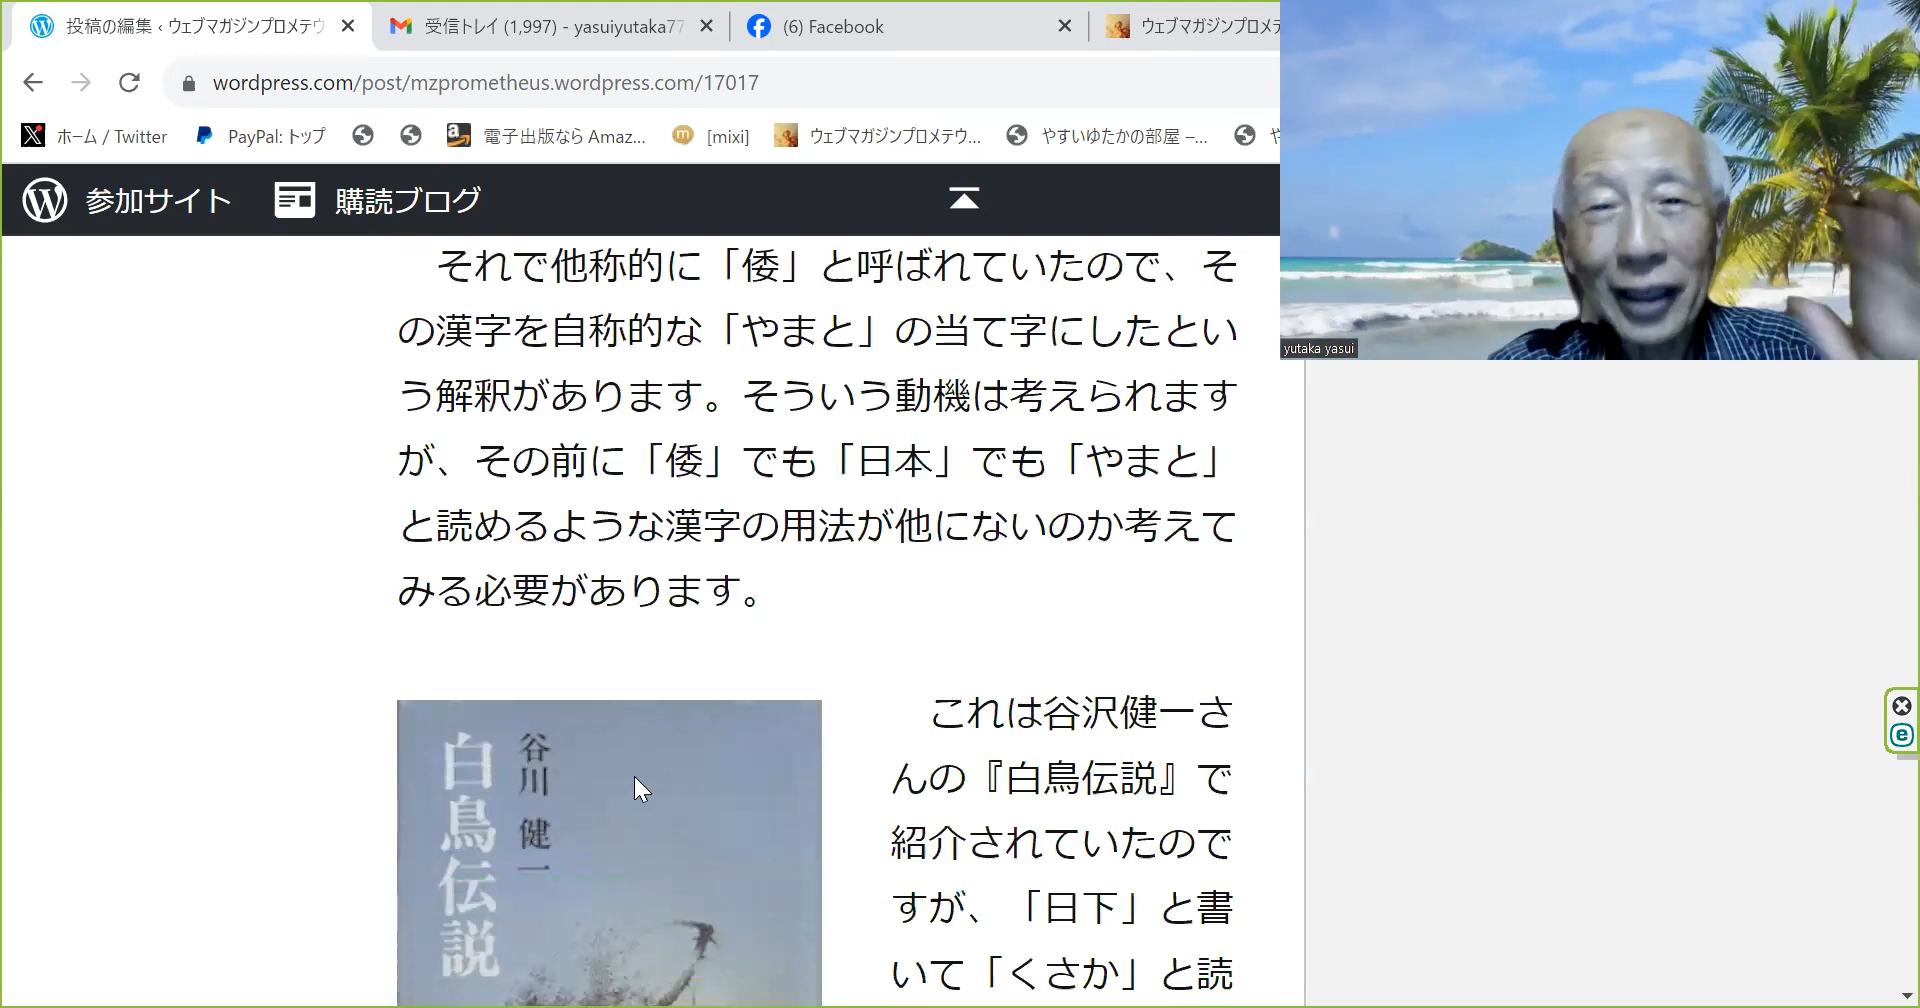 投稿の編集 ‹ ウェブマガジンプロメテウ
受信トレイ (1,997) - yasuiyutaka77
(6) Facebook
ウェブマガジンプロメテ
wordpress.com/post/mzprometheus.wordpress.com/17017
ホーム / Twitter
PayPal: トップ
電子出版なら Amaz...
[mixi]
ウェブマガジンプロメテウ...
やすいゆたかの部屋 –...
や
参加サイト
購読ブログ
yutaka yasui
それで他称的に「倭」と呼ばれていたので、そ
の漢字を自称的な「やまと」の当て字にしたとい
う解釈があります。そういう動機は考えられます
が、その前に「倭」でも「日本」でも「やまと」
と読めるような漢字の用法が他にないのか考えて
みる必要があります。
谷川 健一
白鳥伝説
これは谷沢健一さ
んの『白鳥伝説』で
紹介されていたので
すが、「日下」と書
いて「くさか」と読